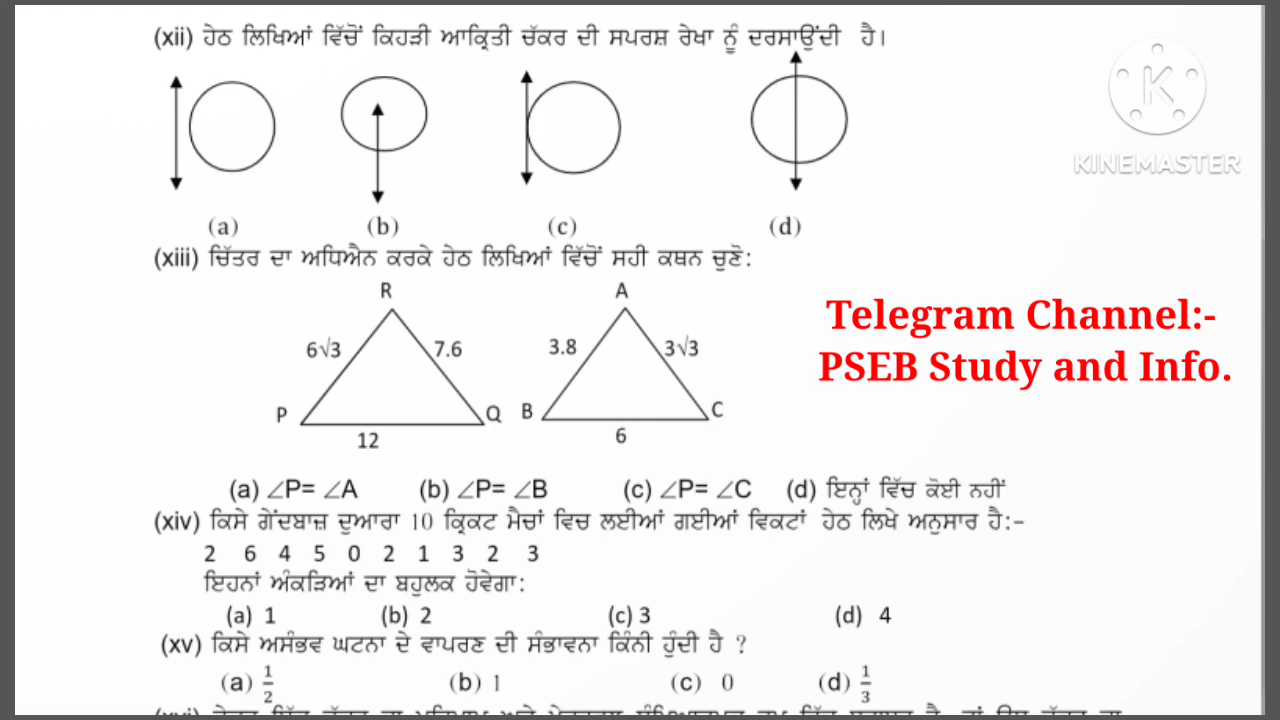 (xii) ਹੇਠ ਲਿਖਿਆਂ ਵਿੱਚੋਂ ਕਿਹੜੀ ਆਕ੍ਰਿਤੀ ਚੱਕਰ ਦੀ ਸਪਰਸ਼ ਰੇਖਾ ਨੂੰ ਦਰਸਾਉਂਦੀ ਹੈ।
K
KINEMASTER
(a) (b) (c) (d)
(xiii) ਚਿੱਤਰ ਦਾ ਅਧਿਐਨ ਕਰਕੇ ਹੇਠ ਲਿਖਿਆਂ ਵਿੱਚੋਂ ਸਹੀ ਕਥਨ ਚੁਣੋ:
R A
6√3 7.6 3.8 3√3
P Q B C
12 6
Telegram Channel:-
PSEB Study and Info.
(a) ∠P= ∠A (b) ∠P= ∠B (c) ∠P= ∠C (d) ਇਨ੍ਹਾਂ ਵਿੱਚ ਕੋਈ ਨਹੀਂ
(xiv) ਕਿਸੇ ਗੇਂਦਬਾਜ਼ ਦੁਆਰਾ 10 ਕ੍ਰਿਕਟ ਮੈਚਾਂ ਵਿਚ ਲਈਆਂ ਗਈਆਂ ਵਿਕਟਾਂ ਹੇਠ ਲਿਖੇ ਅਨੁਸਾਰ ਹੈ:-
2 6 4 5 0 2 1 3 2 3
ਇਹਨਾਂ ਅੰਕੜਿਆਂ ਦਾ ਬਹੁਲਕ ਹੋਵੇਗਾ:
(a) 1 (b) 2 (c) 3 (d) 4
(xv) ਕਿਸੇ ਅਸੰਭਵ ਘਟਨਾ ਦੇ ਵਾਪਰਣ ਦੀ ਸੰਭਾਵਨਾ ਕਿੰਨੀ ਹੁੰਦੀ ਹੈ ?
(a) 1/2 (b) 1 (c) 0 (d) 1/3